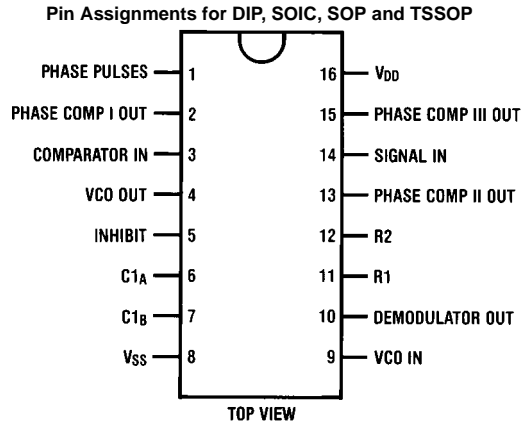 Pin Assignments for DIP, SOIC, SOP and TSSOP
PHASE PULSES 1 16 VDD
PHASE COMP I OUT 2 15 PHASE COMP III OUT
COMPARATOR IN 3 14 SIGNAL IN
VCO OUT 4 13 PHASE COMP II OUT
INHIBIT 5 12 R2
C1A 6 11 R1
C1B 7 10 DEMODULATOR OUT
VSS 8 9 VCO IN
TOP VIEW